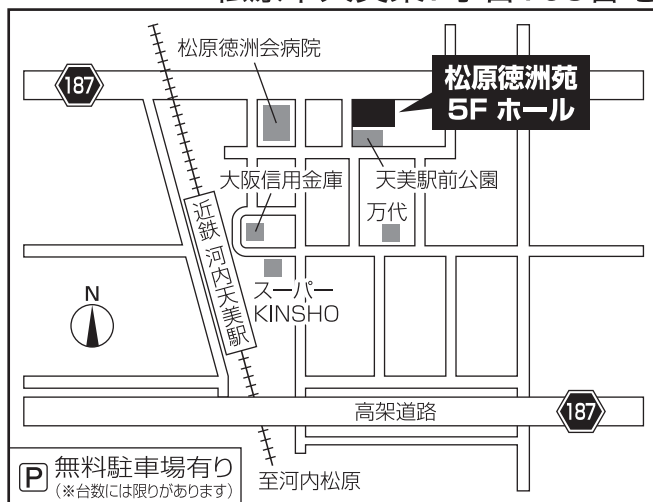 松原徳洲会病院
187
松原徳洲苑
5F ホール
大阪信用金庫
天美駅前公園
万代
近鉄 河内天美駅
スーパー
KINSHO
N
高架道路
187
P 無料駐車場有り
(※台数には限りがあります)
至河内松原